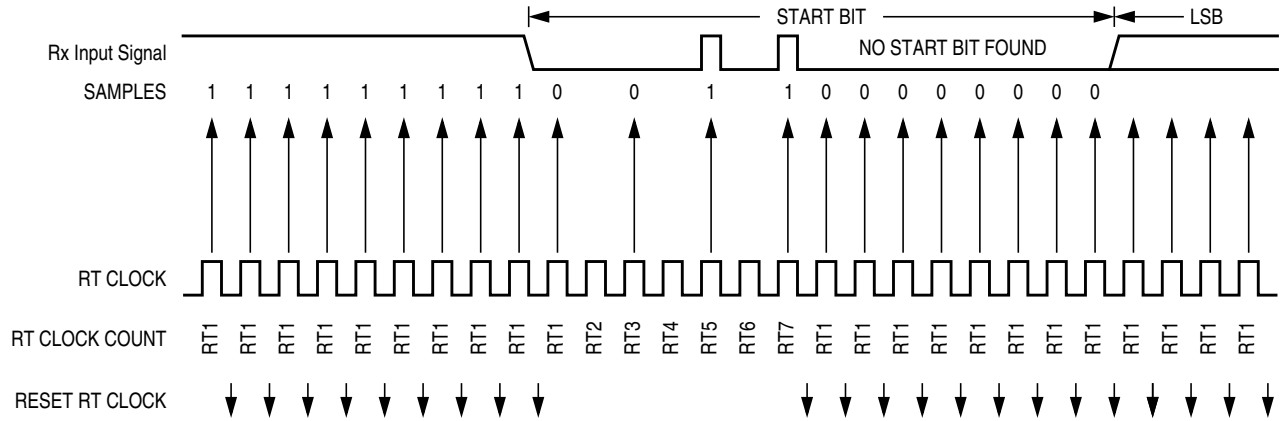 START BIT LSB
Rx Input Signal NO START BIT FOUND
SAMPLES 1 1 1 1 1 1 1 1 1 0 0 1 1 0 0 0 0 0 0 0 0
RT CLOCK
RT CLOCK COUNT RT1 RT1 RT1 RT1 RT1 RT1 RT1 RT1 RT1 RT1 RT2 RT3 RT4 RT5 RT6 RT7 RT1 RT1 RT1 RT1 RT1 RT1 RT1 RT1 RT1 RT1 RT1 RT1
RESET RT CLOCK